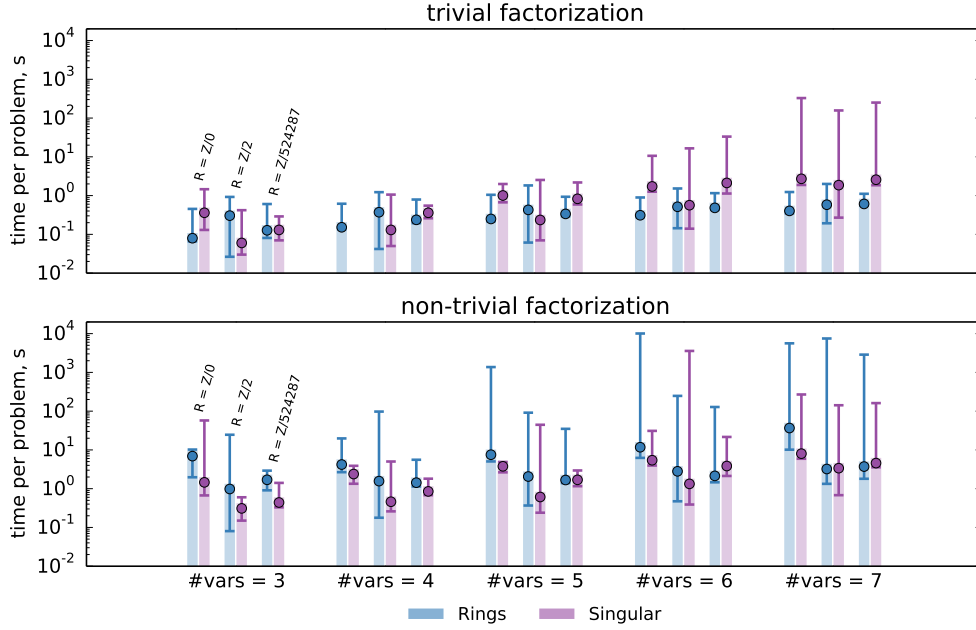 trivial factorization
time per problem, s
10^4
10^3
10^2
10^1
10^0
10^-1
10^-2
R = Z/0
R = Z/2
R = Z/524287
non-trivial factorization
time per problem, s
10^4
10^3
10^2
10^1
10^0
10^-1
10^-2
R = Z/0
R = Z/2
R = Z/524287
#vars = 3 #vars = 4 #vars = 5 #vars = 6 #vars = 7
Rings Singular